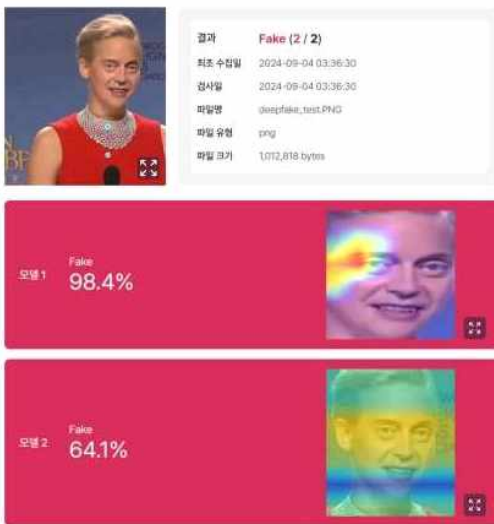 결과 Fake (2 / 2)
최초 수집일 2024-09-04 03:36:30
검사일 2024-09-04 03:36:30
파일명 deepfake_test.PNG
파일 유형 png
파일 크기 1,012,818 bytes
Fake
모델 1 98.4%
Fake
모델 2 64.1%